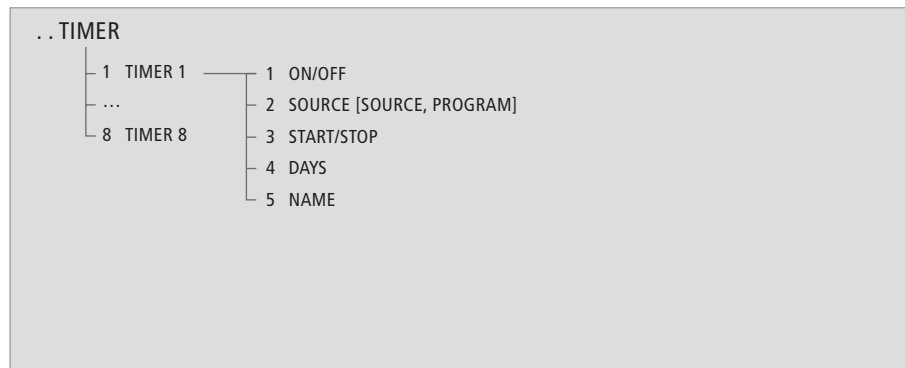 . . TIMER
1 TIMER 1 1 ON/OFF
… 2 SOURCE [SOURCE, PROGRAM]
8 TIMER 8 3 START/STOP
4 DAYS
5 NAME